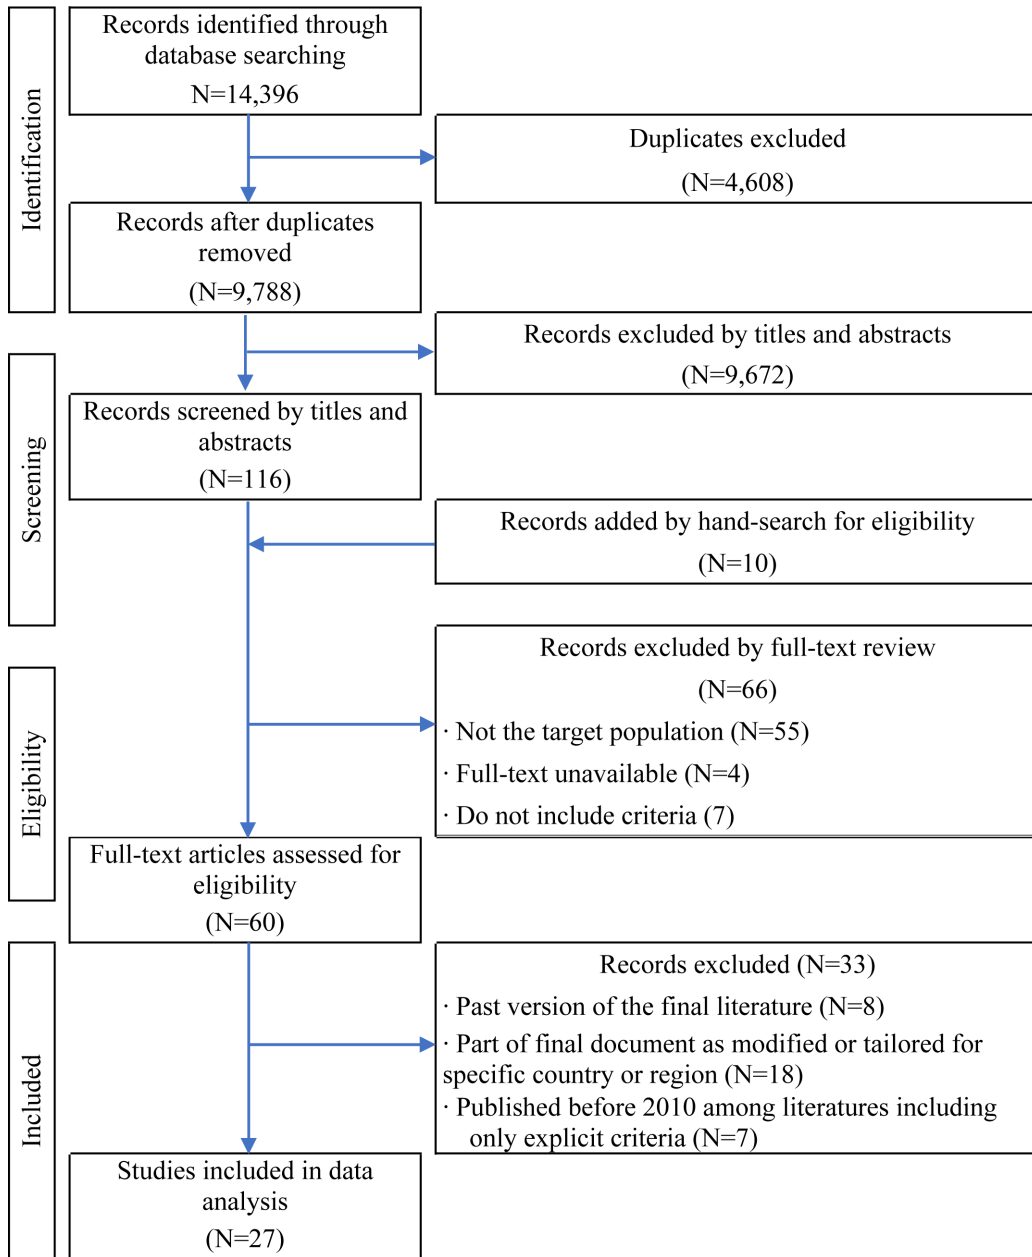 Identification
Records identified through
database searching
N=14,396
Duplicates excluded
(N=4,608)
Records after duplicates
removed
(N=9,788)
Screening
Records excluded by titles and abstracts
(N=9,672)
Records screened by titles and
abstracts
(N=116)
Records added by hand-search for eligibility
(N=10)
Eligibility
Records excluded by full-text review
(N=66)
· Not the target population (N=55)
· Full-text unavailable (N=4)
· Do not include criteria (7)
Full-text articles assessed for
eligibility
(N=60)
Included
Records excluded (N=33)
· Past version of the final literature (N=8)
· Part of final document as modified or tailored for
specific country or region (N=18)
· Published before 2010 among literatures including
only explicit criteria (N=7)
Studies included in data
analysis
(N=27)